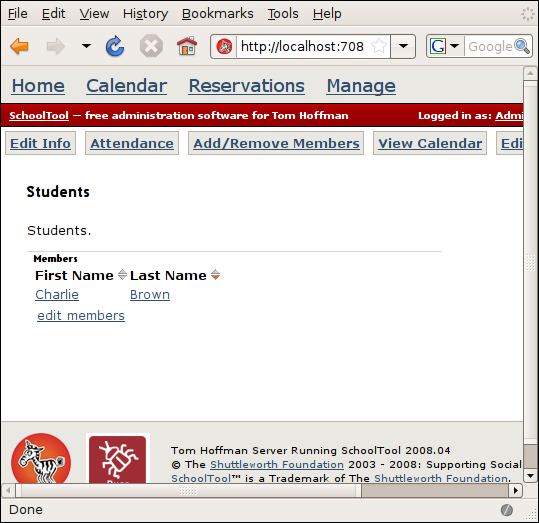 File Edit View History Bookmarks Tools Help
http://localhost:708 Google
Home Calendar Reservations Manage
SchoolTool — free administration software for Tom Hoffman Logged in as: Admi
Edit Info Attendance Add/Remove Members View Calendar Edi
Students
Students.
Members
First Name Last Name
Charlie Brown
edit members
Tom Hoffman Server Running SchoolTool 2008.04
© The Shuttleworth Foundation 2003 - 2008: Supporting Social
SchoolTool™ is a Trademark of The Shuttleworth Foundation.
Done